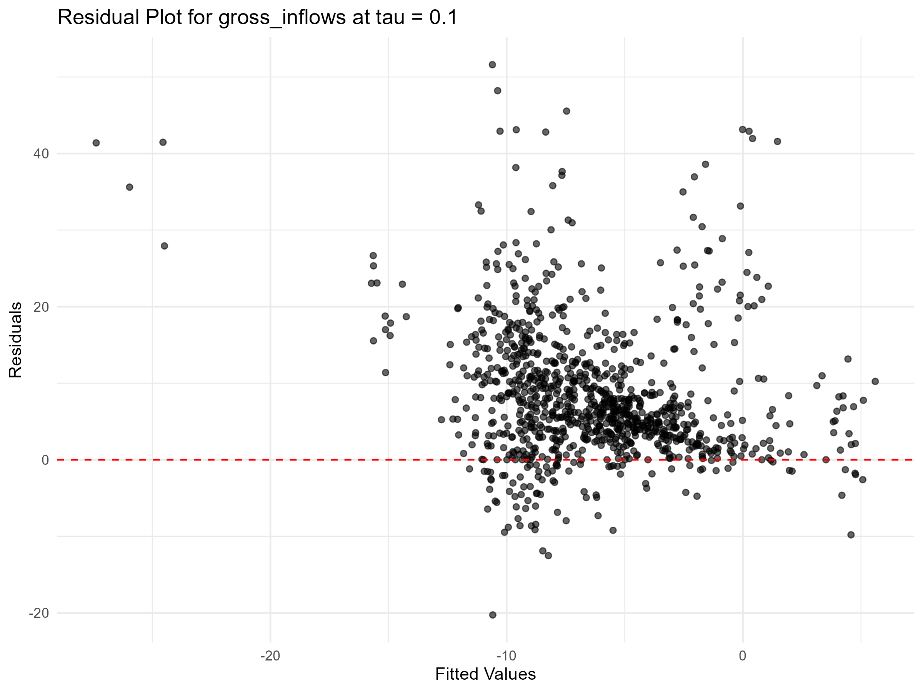 Residual Plot for gross_inflows at tau = 0.1
Residuals
40
20
0
-20
-20
-10
0
Fitted Values